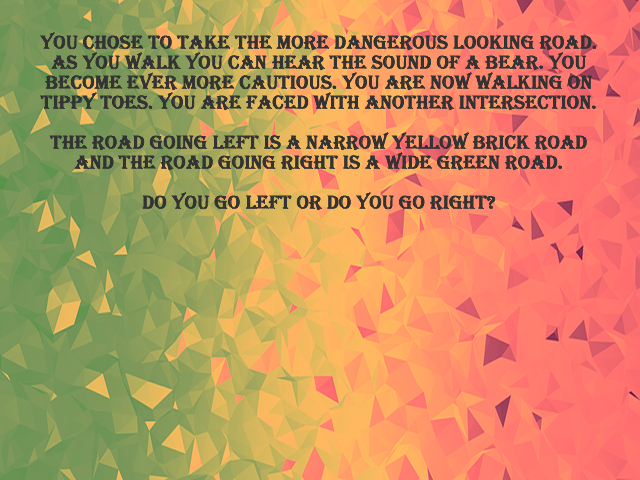 YOU CHOSE TO TAKE THE MORE DANGEROUS LOOKING ROAD.
AS YOU WALK YOU CAN HEAR THE SOUND OF A BEAR. YOU
BECOME EVER MORE CAUTIOUS. YOU ARE NOW WALKING ON
TIPPY TOES. YOU ARE FACED WITH ANOTHER INTERSECTION.
THE ROAD GOING LEFT IS A NARROW YELLOW BRICK ROAD
AND THE ROAD GOING RIGHT IS A WIDE GREEN ROAD.
DO YOU GO LEFT OR DO YOU GO RIGHT?